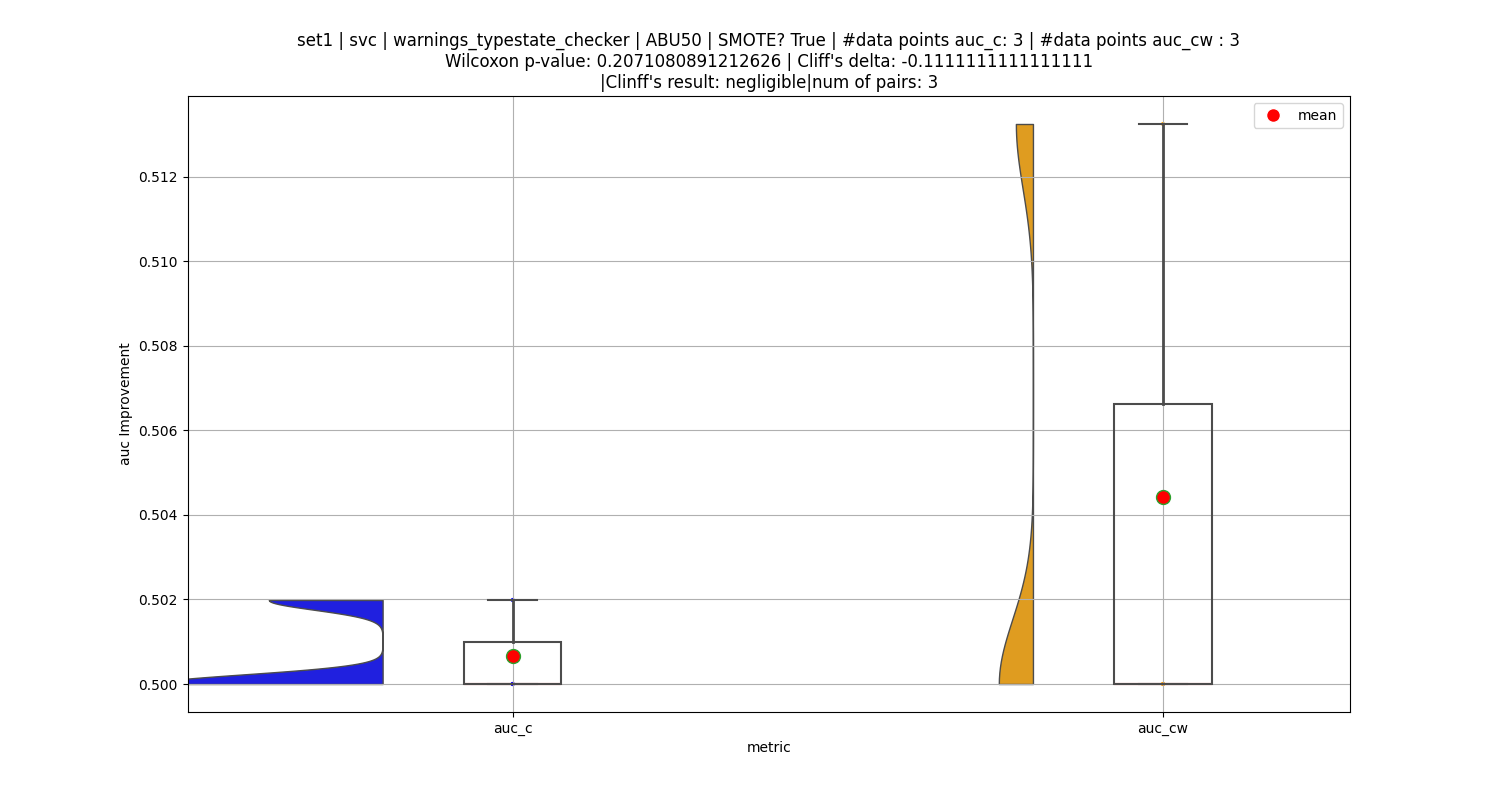 set1 | svc | warnings_typestate_checker | ABU50 | SMOTE? True | #data points auc_c: 3 | #data points auc_cw : 3
Wilcoxon p-value: 0.2071080891212626 | Cliff's delta: -0.1111111111111111
|Clinff's result: negligible|num of pairs: 3
mean
0.512
0.510
0.508
0.506
0.504
0.502
0.500
auc Improvement
auc_c
auc_cw
metric